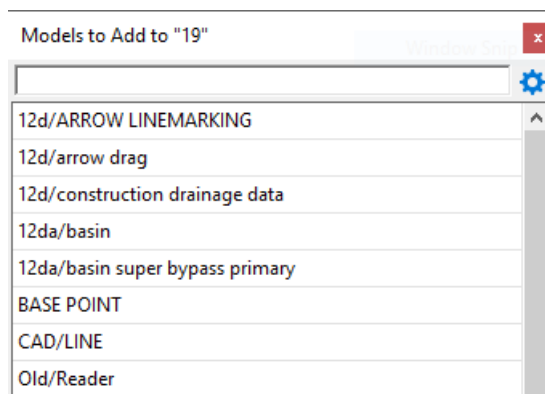 Models to Add to "19"
x
Window Snip
12d/ARROW LINEMARKING
12d/arrow drag
12d/construction drainage data
12da/basin
12da/basin super bypass primary
BASE POINT
CAD/LINE
Old/Reader